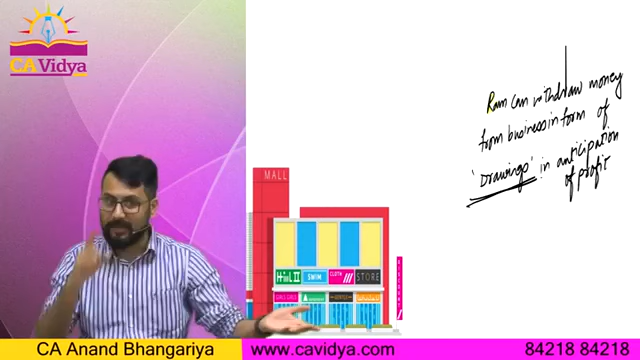 CA Vidya
MALL
Ram can withdraw money
from business in form of
'Drawings' in anticipation
of profit
SWIM
CLOTH
STORE
CA Anand Bhangariya
www.cavidya.com
84218 84218